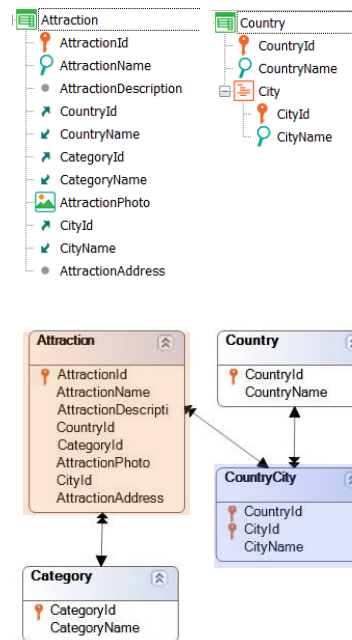 Attraction
AttractionId
AttractionName
AttractionDescription
CountryId
CountryName
CategoryId
CategoryName
AttractionPhoto
CityId
CityName
AttractionAddress
Country
CountryId
CountryName
City
CityId
CityName
Attraction
AttractionId
AttractionName
AttractionDescripti
CountryId
CategoryId
AttractionPhoto
CityId
AttractionAddress
Country
CountryId
CountryName
CountryCity
CountryId
CityId
CityName
Category
CategoryId
CategoryName